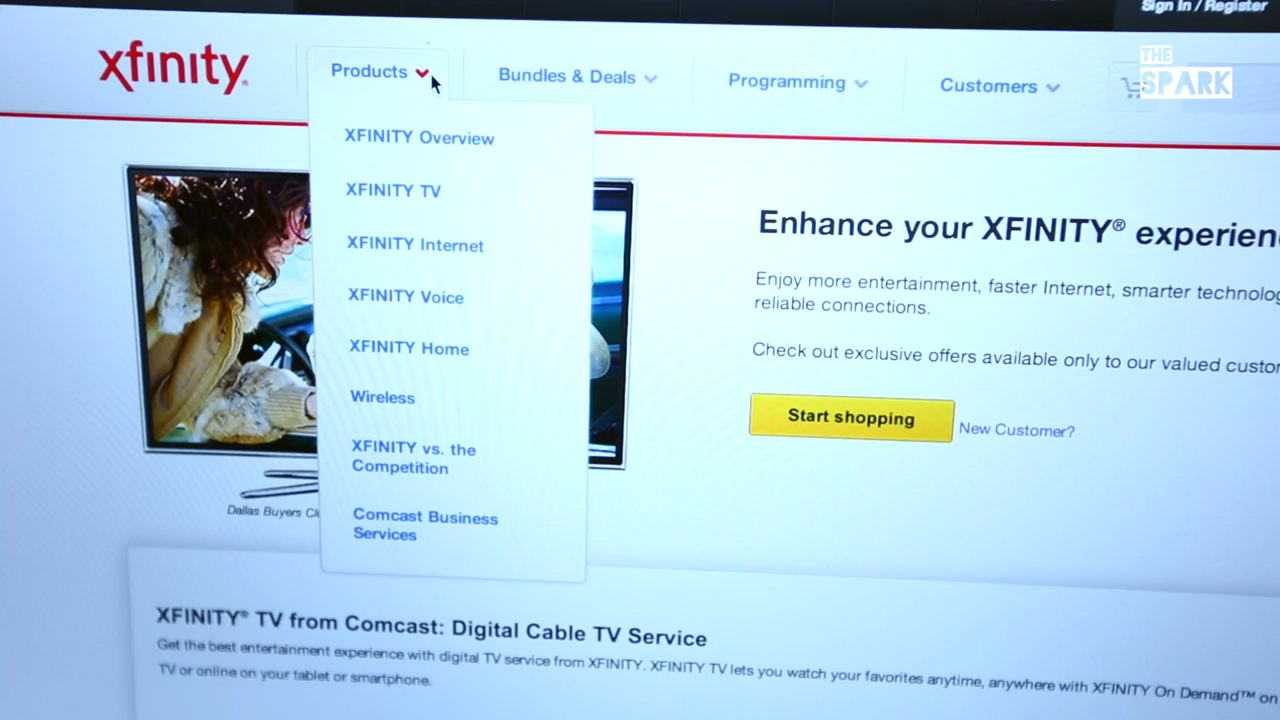 Sign In / Register
xfinity
Products
Bundles & Deals
Programming
Customers
THE
SPARK
XFINITY Overview
XFINITY TV
XFINITY Internet
XFINITY Voice
XFINITY Home
Wireless
XFINITY vs. the
Competition
Comcast Business
Services
Enhance your XFINITY®
Enjoy more entertainment, faster Internet, smarter
reliable connections.
Check out exclusive offers available only to our valued
Start shopping
New Customer?
Dallas Buyers
XFINITY® TV from Comcast: Digital Cable TV Service
Get the best entertainment experience with digital TV service from XFINITY. XFINITY TV lets you watch your favorites anytime, anywhere with XFINITY On Demand™ on
TV or online on your tablet or smartphone.